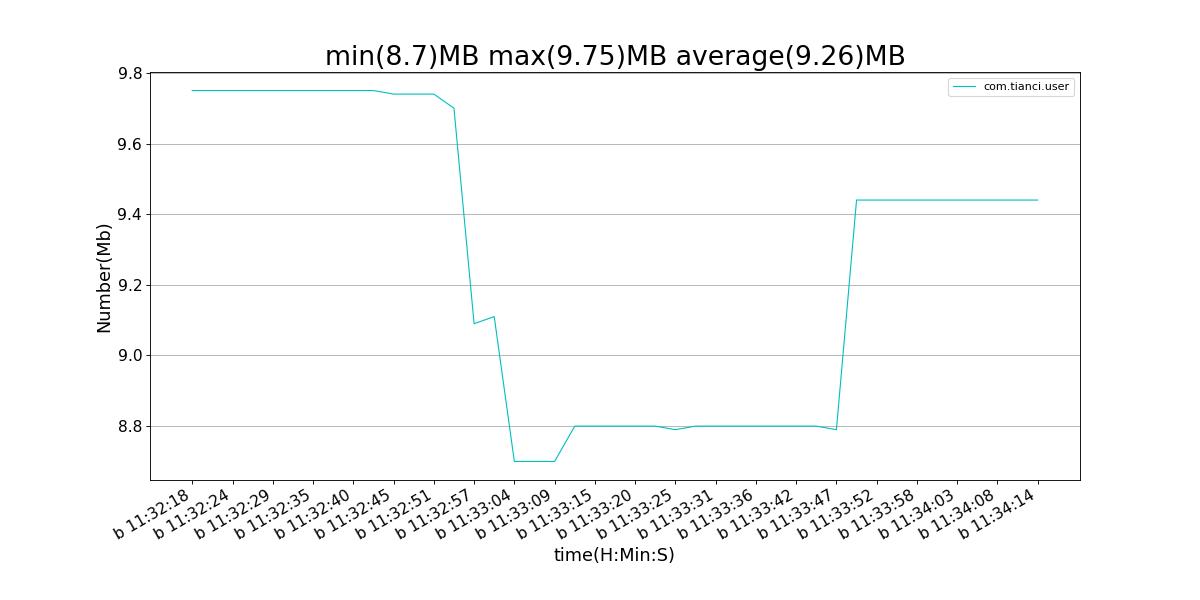 min(8.7)MB max(9.75)MB average(9.26)MB
com.tianci.user
Number(Mb)
9.8
9.6
9.4
9.2
9.0
8.8
b 11:32:18
b 11:32:24
b 11:32:29
b 11:32:35
b 11:32:40
b 11:32:45
b 11:32:51
b 11:32:57
b 11:33:04
b 11:33:09
b 11:33:15
b 11:33:20
b 11:33:25
b 11:33:31
b 11:33:36
b 11:33:42
b 11:33:47
b 11:33:52
b 11:33:58
b 11:34:03
b 11:34:08
b 11:34:14
time(H:Min:S)